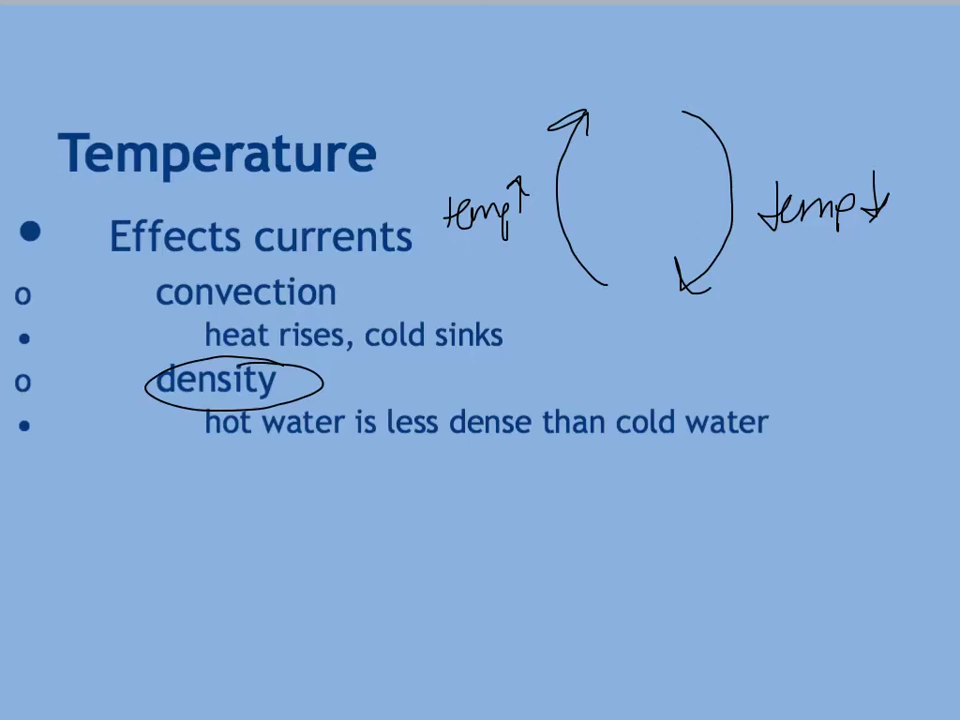 Temperature
temp↑
temp↓
• Effects currents
o convection
• heat rises, cold sinks
o density
• hot water is less dense than cold water